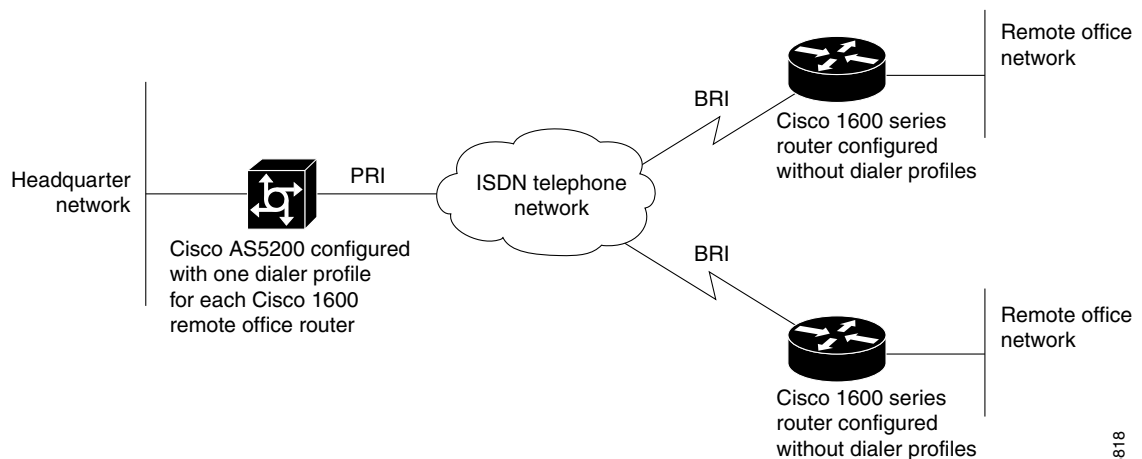 Headquarter
network
PRI
Cisco AS5200 configured
with one dialer profile
for each Cisco 1600
remote office router
ISDN telephone
network
BRI
Cisco 1600 series
router configured
without dialer profiles
Remote office
network
BRI
Cisco 1600 series
router configured
without dialer profiles
Remote office
network
818